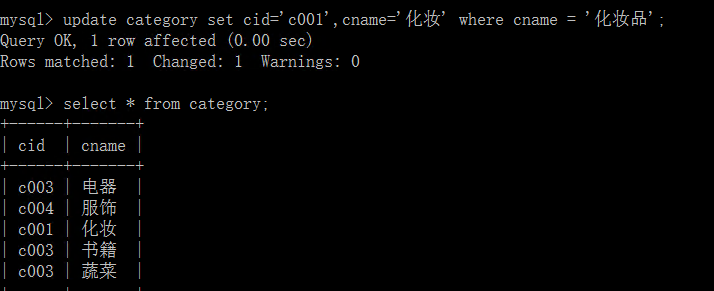 mysql> update category set cid='c001',cname='化妆' where cname = '化妆品';
Query OK, 1 row affected (0.00 sec)
Rows matched: 1  Changed: 1  Warnings: 0
mysql> select * from category;
+------+-------+
| cid  | cname |
+------+-------+
| c003 | 电器  |
| c004 | 服饰  |
| c001 | 化妆  |
| c003 | 书籍  |
| c003 | 蔬菜  |